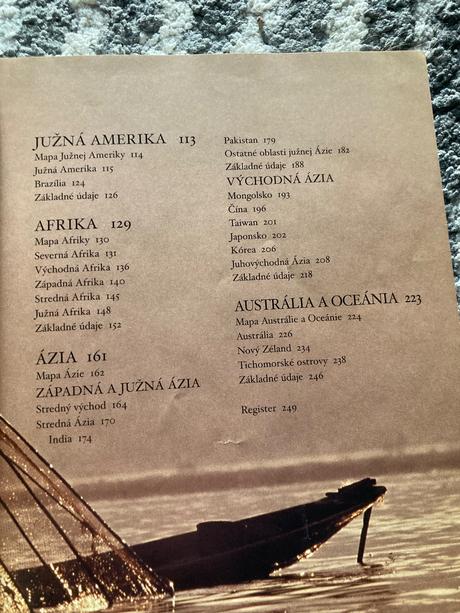 JUŽNÁ AMERIKA 113
Mapa Južnej Ameriky 114
Južná Amerika 115
Brazília 124
Základné údaje 126
AFRIKA 129
Mapa Afriky 130
Severná Afrika 131
Východná Afrika 136
Západná Afrika 140
Stredná Afrika 145
Južná Afrika 148
Základné údaje 152
ÁZIA 161
Mapa Ázie 162
ZÁPADNÁ A JUŽNÁ ÁZIA
Stredný východ 164
Stredná Ázia 170
India 174
Pakistan 179
Ostatné oblasti južnej Ázie 182
Základné údaje 188
VÝCHODNÁ ÁZIA
Mongolsko 193
Čína 196
Taiwan 201
Japonsko 202
Kórea 206
Juhovýchodná Ázia 208
Základné údaje 218
AUSTRÁLIA A OCEÁNIA 223
Mapa Austrálie a Oceánie 224
Austrália 226
Nový Zéland 234
Tichomorské ostrovy 238
Základné údaje 246
Register 249